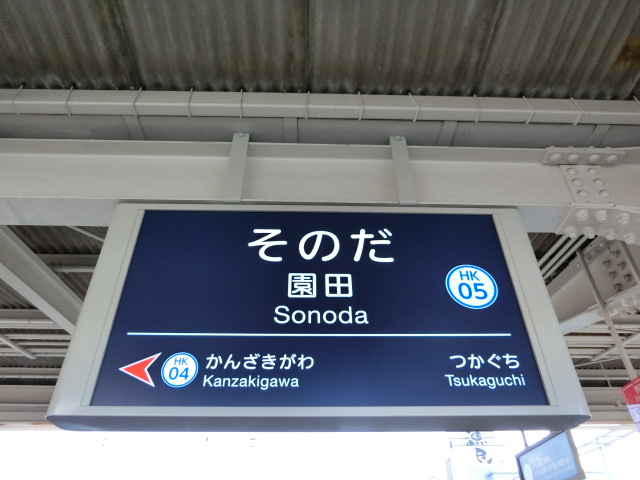 そのだ
園田
Sonoda
HK
05
HK
04
かんざきがわ
Kanzakigawa
つかぐち
Tsukaguchi